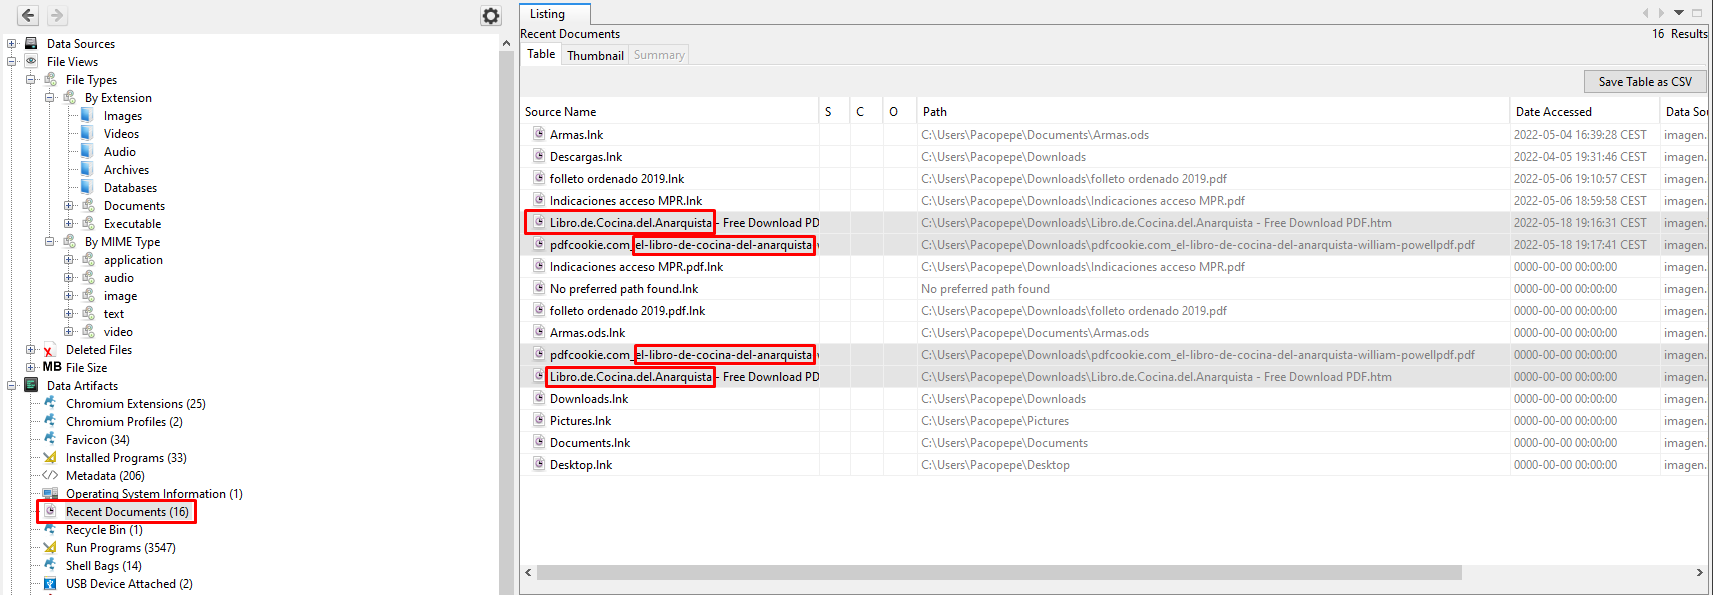 Data Sources
File Views
File Types
By Extension
Images
Videos
Audio
Archives
Databases
Documents
Executable
By MIME Type
application
audio
image
text
video
Deleted Files
MB File Size
Data Artifacts
Chromium Extensions (25)
Chromium Profiles (2)
Favicon (34)
Installed Programs (33)
Metadata (206)
Operating System Information (1)
Recent Documents (16)
Recycle Bin (1)
Run Programs (3547)
Shell Bags (14)
USB Device Attached (2)
Listing
Recent Documents 16 Results
Table Thumbnail Summary
Save Table as CSV
Source Name S C O Path Date Accessed Data Sou
Armas.lnk C:\Users\Pacopepe\Documents\Armas.ods 2022-05-04 16:39:28 CEST imagen.
Descargas.lnk C:\Users\Pacopepe\Downloads 2022-04-05 19:31:46 CEST imagen.
folleto ordenado 2019.lnk C:\Users\Pacopepe\Downloads\folleto ordenado 2019.pdf 2022-05-06 19:10:57 CEST imagen.
Indicaciones acceso MPR.lnk C:\Users\Pacopepe\Downloads\Indicaciones acceso MPR.pdf 2022-05-06 18:59:58 CEST imagen.
Libro.de.Cocina.del.Anarquista - Free Download PD C:\Users\Pacopepe\Downloads\Libro.de.Cocina.del.Anarquista - Free Download PDF.htm 2022-05-18 19:16:31 CEST imagen.
pdfcookie.com_el-libro-de-cocina-del-anarquista- C:\Users\Pacopepe\Downloads\pdfcookie.com_el-libro-de-cocina-del-anarquista-william-powellpdf.pdf 2022-05-18 19:17:41 CEST imagen.
Indicaciones acceso MPR.pdf.lnk C:\Users\Pacopepe\Downloads\Indicaciones acceso MPR.pdf 0000-00-00 00:00:00 imagen.
No preferred path found.lnk No preferred path found 0000-00-00 00:00:00 imagen.
folleto ordenado 2019.pdf.lnk C:\Users\Pacopepe\Downloads\folleto ordenado 2019.pdf 0000-00-00 00:00:00 imagen.
Armas.ods.lnk C:\Users\Pacopepe\Documents\Armas.ods 0000-00-00 00:00:00 imagen.
pdfcookie.com_el-libro-de-cocina-del-anarquista- C:\Users\Pacopepe\Downloads\pdfcookie.com_el-libro-de-cocina-del-anarquista-william-powellpdf.pdf 0000-00-00 00:00:00 imagen.
Libro.de.Cocina.del.Anarquista - Free Download PD C:\Users\Pacopepe\Downloads\Libro.de.Cocina.del.Anarquista - Free Download PDF.htm 0000-00-00 00:00:00 imagen.
Downloads.lnk C:\Users\Pacopepe\Downloads 0000-00-00 00:00:00 imagen.
Pictures.lnk C:\Users\Pacopepe\Pictures 0000-00-00 00:00:00 imagen.
Documents.lnk C:\Users\Pacopepe\Documents 0000-00-00 00:00:00 imagen.
Desktop.lnk C:\Users\Pacopepe\Desktop 0000-00-00 00:00:00 imagen.